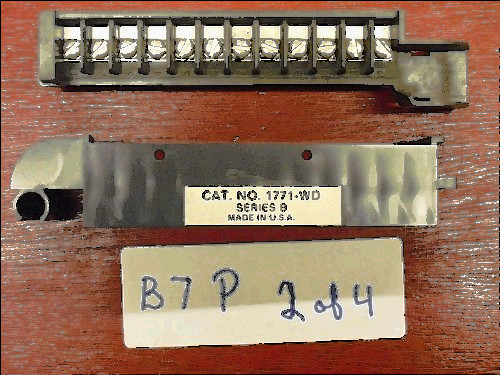 CAT. NO. 1771-WD
SERIES B
MADE IN U.S.A.
B7P 2 of 4